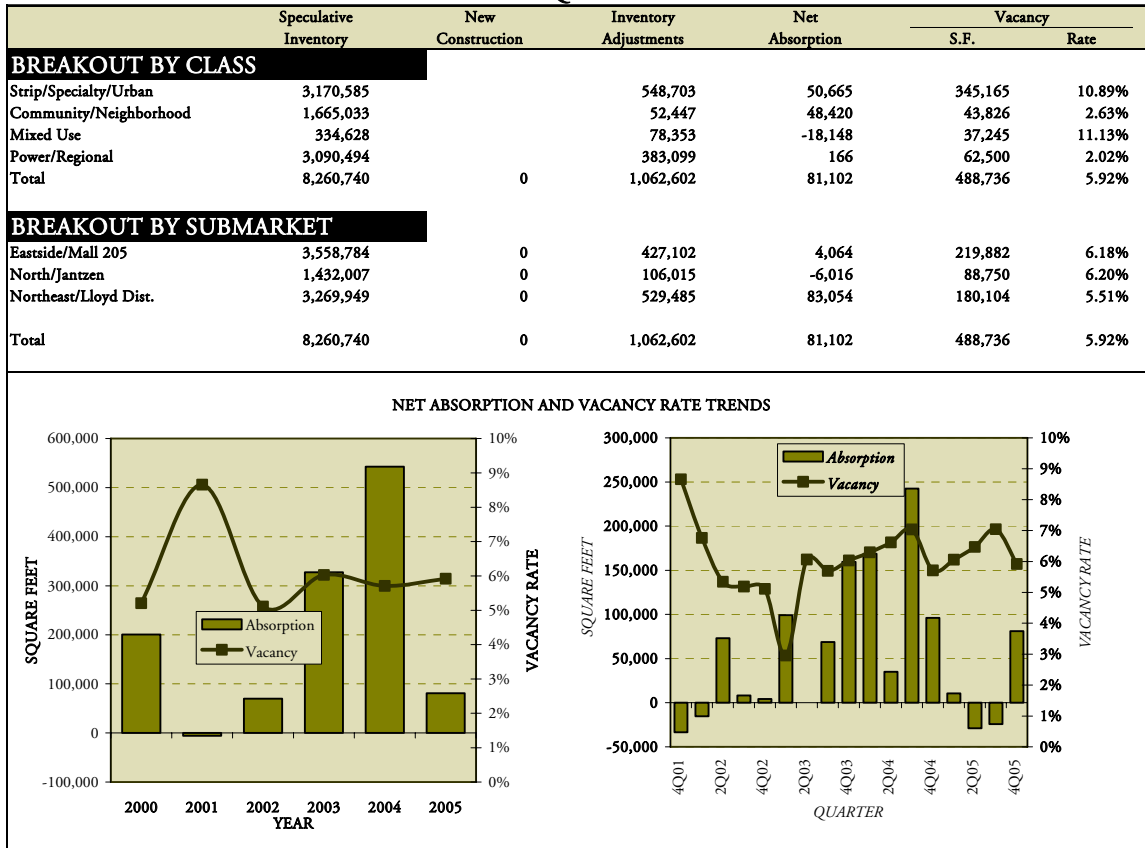 Speculative New Inventory Net Vacancy
Inventory Construction Adjustments Absorption S.F. Rate
BREAKOUT BY CLASS
Strip/Specialty/Urban 3,170,585 548,703 50,665 345,165 10.89%
Community/Neighborhood 1,665,033 52,447 48,420 43,826 2.63%
Mixed Use 334,628 78,353 -18,148 37,245 11.13%
Power/Regional 3,090,494 383,099 166 62,500 2.02%
Total 8,260,740 0 1,062,602 81,102 488,736 5.92%
BREAKOUT BY SUBMARKET
Eastside/Mall 205 3,558,784 0 427,102 4,064 219,882 6.18%
North/Jantzen 1,432,007 0 106,015 -6,016 88,750 6.20%
Northeast/Lloyd Dist. 3,269,949 0 529,485 83,054 180,104 5.51%
Total 8,260,740 0 1,062,602 81,102 488,736 5.92%
NET ABSORPTION AND VACANCY RATE TRENDS
SQUARE FEET
600,000
500,000
400,000
300,000
200,000
100,000
0
-100,000
Absorption
Vacancy
10%
9%
8%
7%
6%
5%
4%
3%
2%
1%
0%
VACANCY RATE
2000 2001 2002 2003 2004 2005
YEAR
SQUARE FEET
300,000
250,000
200,000
150,000
100,000
50,000
0
-50,000
Absorption
Vacancy
10%
9%
8%
7%
6%
5%
4%
3%
2%
1%
0%
VACANCY RATE
4Q01 2Q02 4Q02 2Q03 4Q03 2Q04 4Q04 2Q05 4Q05
QUARTER